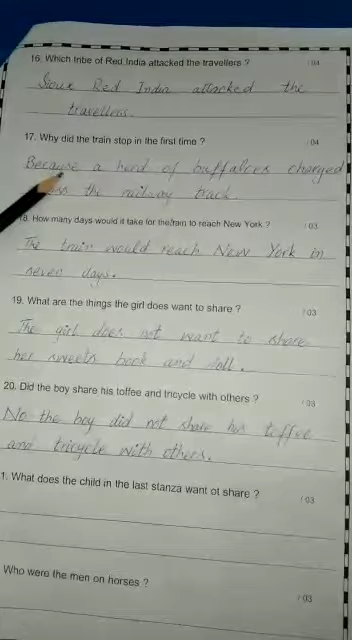 16. Which tribe of Red India attacked the travellers ? / 04
Sioux Red India attacked the
travellers.
17. Why did the train stop in the first time ? / 04
Because a herd of buffaloes charged
the railway track
8. How many days would it take for the train to reach New York ? / 03
The train would reach New York in
seven days.
19. What are the things the girl does want to share ? / 03
The girl does not want to share
her sweets book and doll.
20. Did the boy share his toffee and tricycle with others ? / 03
No the boy did not share his toffee
and tricycle with others.
1. What does the child in the last stanza want ot share ? / 03
Who were the men on horses ? / 03